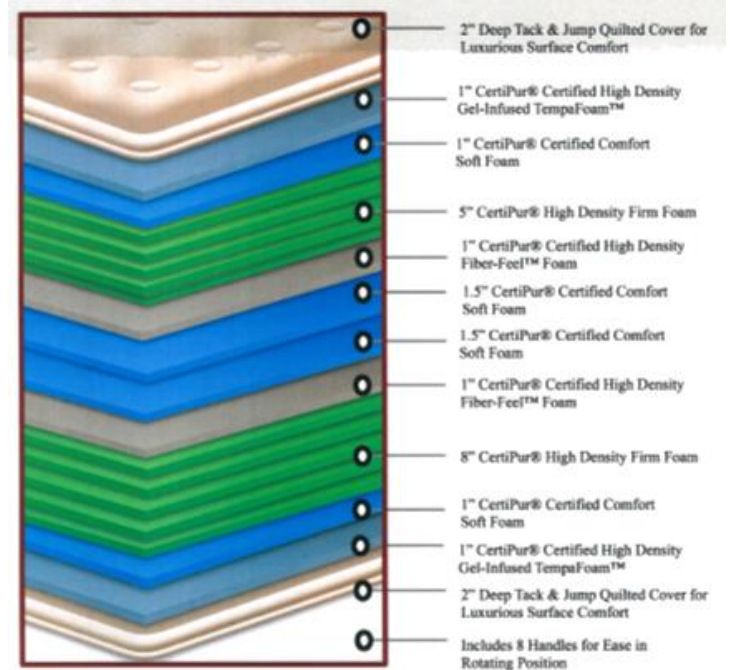 2" Deep Tack & Jump Quilted Cover for
Luxurious Surface Comfort
1" CertiPur® Certified High Density
Gel-Infused TempaFoam™
1" CertiPur® Certified Comfort
Soft Foam
5" CertiPur® High Density Firm Foam
1" CertiPur® Certified High Density
Fiber-Feel™ Foam
1.5" CertiPur® Certified Comfort
Soft Foam
1.5" CertiPur® Certified Comfort
Soft Foam
1" CertiPur® Certified High Density
Fiber-Feel™ Foam
8" CertiPur® High Density Firm Foam
1" CertiPur® Certified Comfort
Soft Foam
1" CertiPur® Certified High Density
Gel-Infused TempaFoam™
2" Deep Tack & Jump Quilted Cover for
Luxurious Surface Comfort
Includes 8 Handles for Ease in
Rotating Position